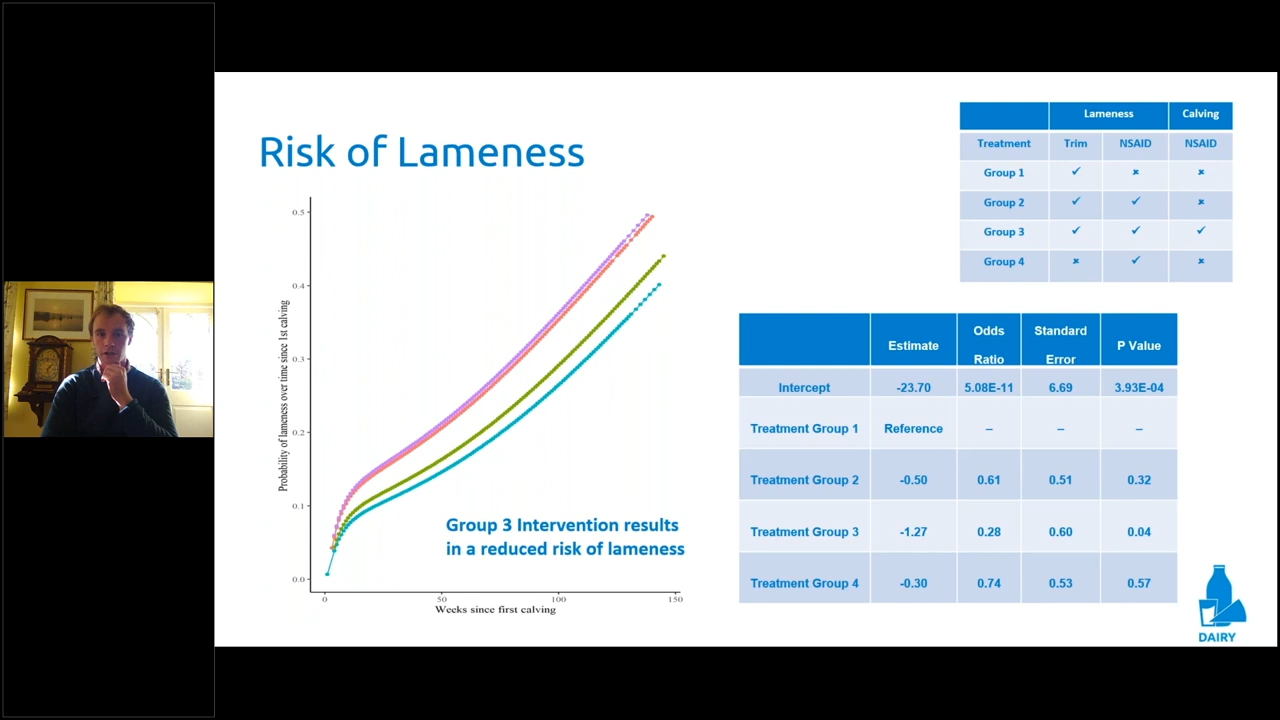 Risk of Lameness
Lameness Calving
Treatment Trim NSAID NSAID
Group 1 ✓ × ×
Group 2 ✓ ✓ ×
Group 3 ✓ ✓ ✓
Group 4 × ✓ ×
Probability of lameness over time since 1st calving
0.5
0.4
0.3
0.2
0.1
0.0
0 50 100 150
Weeks since first calving
Group 3 Intervention results
in a reduced risk of lameness
Estimate Odds Ratio Standard Error P Value
Intercept -23.70 5.08E-11 6.69 3.93E-04
Treatment Group 1 Reference – – –
Treatment Group 2 -0.50 0.61 0.51 0.32
Treatment Group 3 -1.27 0.28 0.60 0.04
Treatment Group 4 -0.30 0.74 0.53 0.57
DAIRY